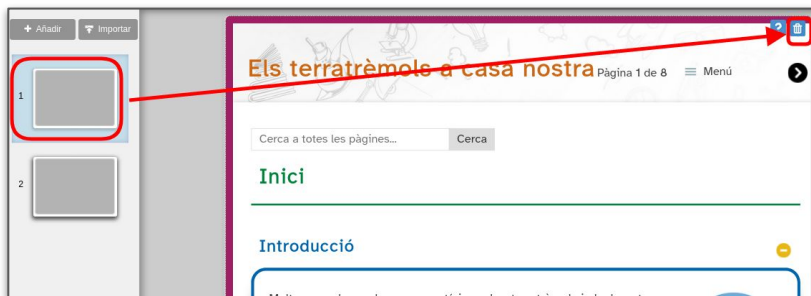 + Añadir
Importar
1
2
?
Els terratrèmols a casa nostra
Pàgina 1 de 8
Menú
Cerca a totes les pàgines...
Cerca
Inici
Introducció